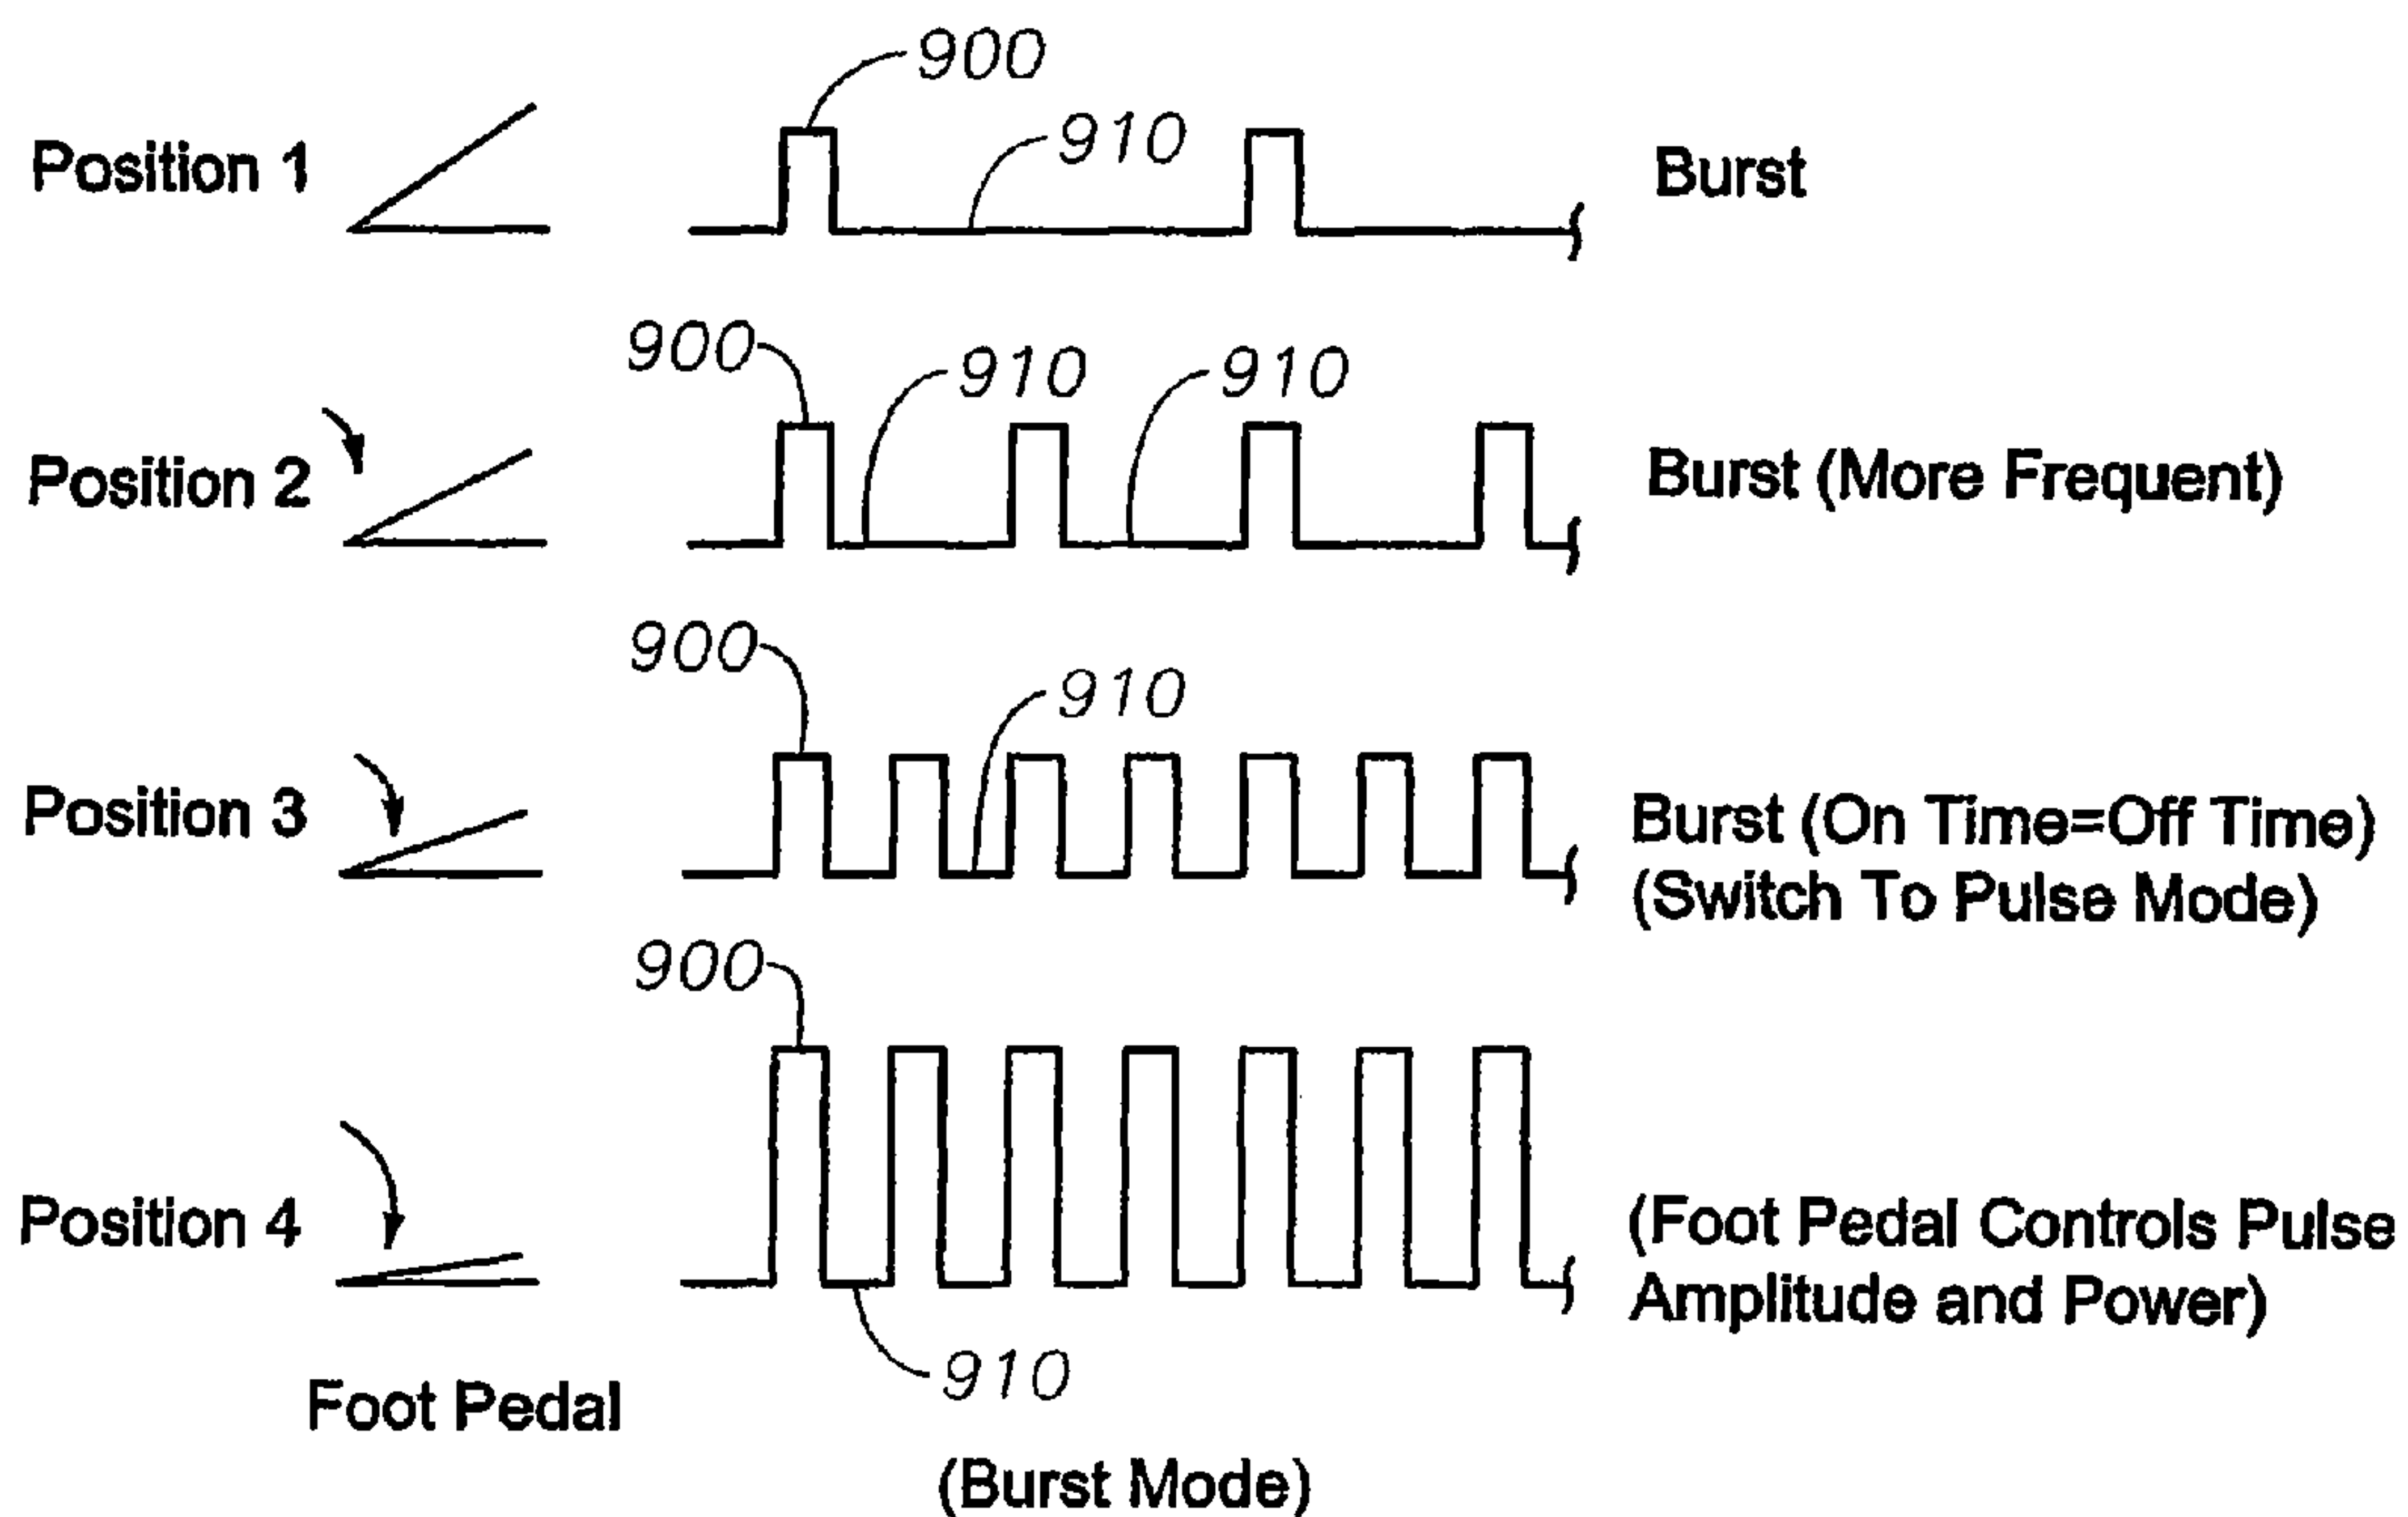 900
910
Position 1
Burst
900
910
910
Position 2
Burst (More Frequent)
900
910
Position 3
Burst (On Time=Off Time)
(Switch To Pulse Mode)
900
Position 4
(Foot Pedal Controls Pulse
Amplitude and Power)
910
Foot Pedal
(Burst Mode)